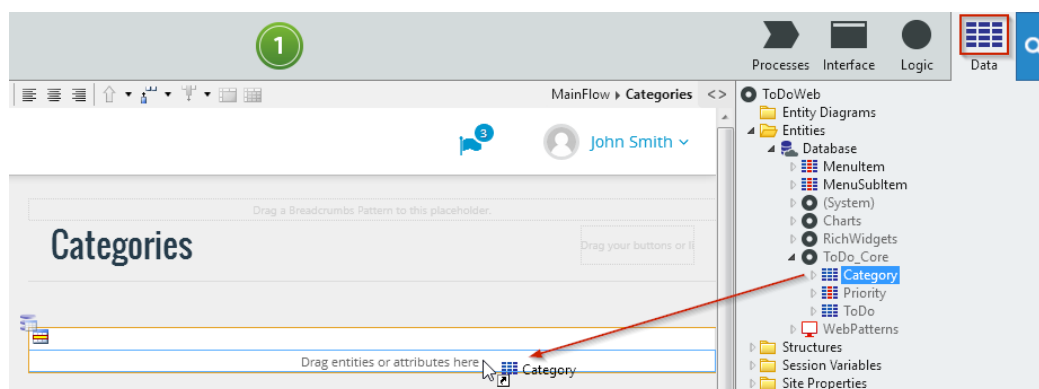 1
Processes Interface Logic Data
MainFlow Categories <>
3
John Smith
Drag a Breadcrumbs Pattern to this placeholder.
Categories
Drag your buttons or li
Drag entities or attributes here
Category
ToDoWeb
Entity Diagrams
Entities
Database
MenuItem
MenuSubItem
(System)
Charts
RichWidgets
ToDo_Core
Category
Priority
ToDo
WebPatterns
Structures
Session Variables
Site Properties